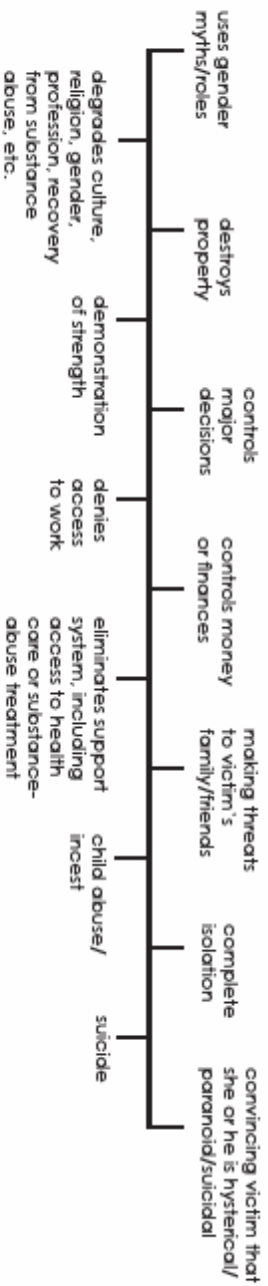 uses gender
myths/roles
destroys
property
controls
major
decisions
controls money
or finances
making threats
to victim's
family/friends
complete
isolation
convincing victim that
she or he is hysterical/
paranoid/suicidal
degrades culture,
religion, gender,
profession, recovery
from substance
abuse, etc.
demonstration
of strength
denies
access
to work
eliminates support
system, including
access to health
care or substance-
abuse treatment
child abuse/
incest
suicide